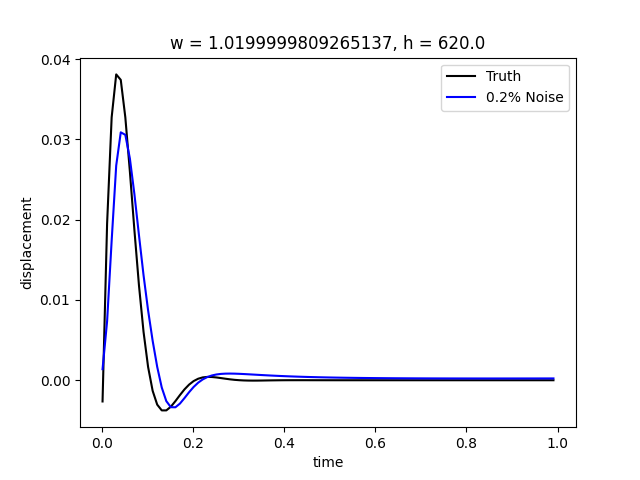 w = 1.0199999809265137, h = 620.0
Truth
0.2% Noise
displacement
0.04
0.03
0.02
0.01
0.00
0.0 0.2 0.4 0.6 0.8 1.0
time